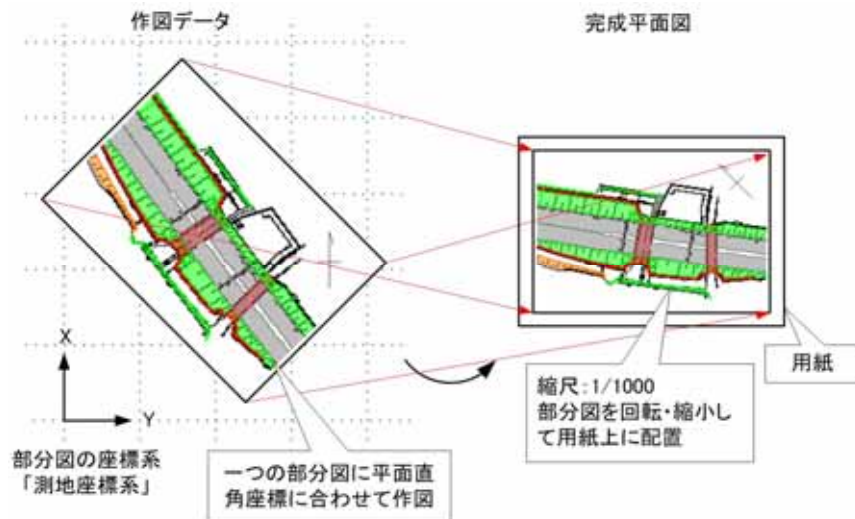 作図データ
完成平面図
X
Y
部分図の座標系
「測地座標系」
一つの部分図に平面直
角座標に合わせて作図
縮尺：1/1000
部分図を回転・縮小し
て用紙上に配置
用紙